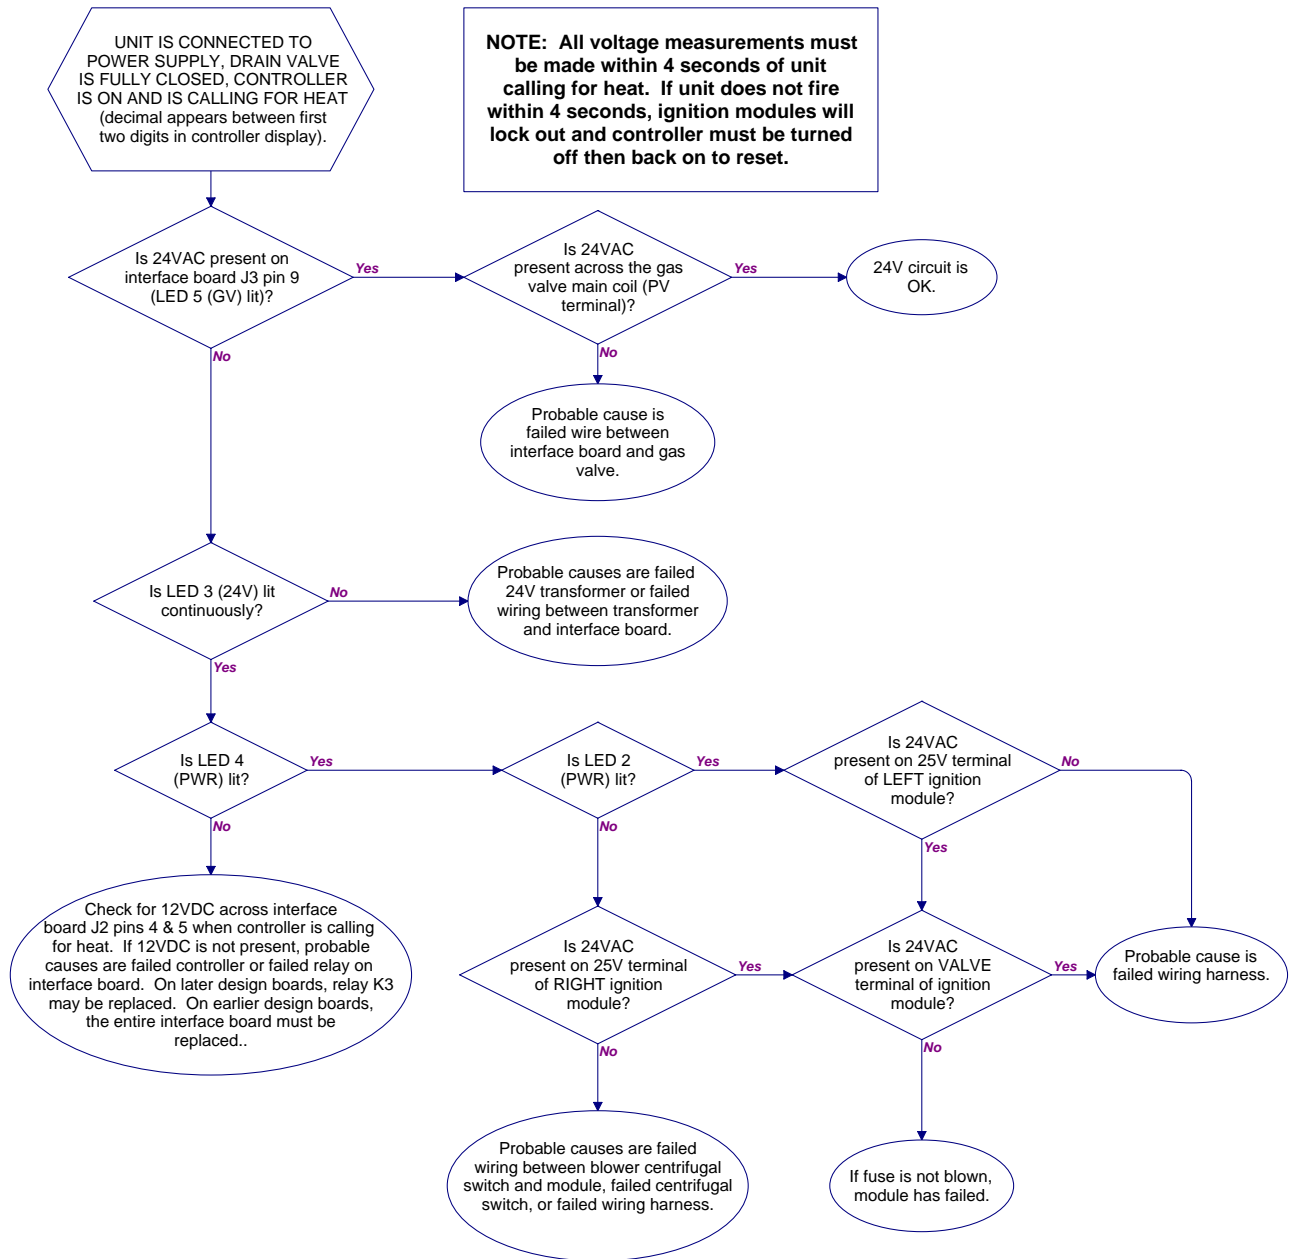 UNIT IS CONNECTED TO
POWER SUPPLY, DRAIN VALVE
IS FULLY CLOSED, CONTROLLER
IS ON AND IS CALLING FOR HEAT
(decimal appears between first
two digits in controller display).
NOTE: All voltage measurements must
be made within 4 seconds of unit
calling for heat. If unit does not fire
within 4 seconds, ignition modules will
lock out and controller must be turned
off then back on to reset.
Is 24VAC present on
interface board J3 pin 9
(LED 5 (GV) lit)?
Yes
Is 24VAC
present across the gas
valve main coil (PV
terminal)?
Yes
24V circuit is
OK.
No
No
Probable cause is
failed wire between
interface board and gas
valve.
Is LED 3 (24V) lit
continuously?
No
Probable causes are failed
24V transformer or failed
wiring between transformer
and interface board.
Yes
Is LED 4
(PWR) lit?
Yes
Is LED 2
(PWR) lit?
Yes
Is 24VAC
present on 25V terminal
of LEFT ignition
module?
No
No
No
Yes
Check for 12VDC across interface
board J2 pins 4 & 5 when controller is calling
for heat. If 12VDC is not present, probable
causes are failed controller or failed relay on
interface board. On later design boards, relay K3
may be replaced. On earlier design boards,
the entire interface board must be
replaced..
Is 24VAC
present on 25V terminal
of RIGHT ignition
module?
Yes
Is 24VAC
present on VALVE
terminal of ignition
module?
Yes
Probable cause is
failed wiring harness.
No
No
Probable causes are failed
wiring between blower centrifugal
switch and module, failed centrifugal
switch, or failed wiring harness.
If fuse is not blown,
module has failed.